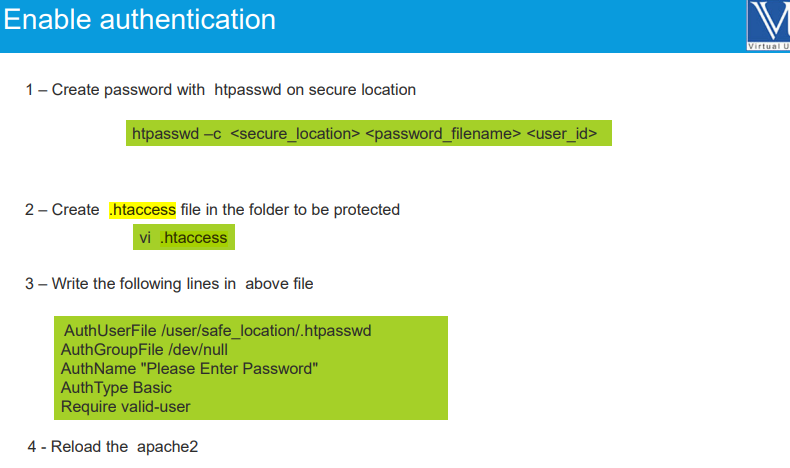 Enable authentication
Virtual U
1 – Create password with htpasswd on secure location
htpasswd –c <secure_location> <password_filename> <user_id>
2 – Create .htaccess file in the folder to be protected
vi .htaccess
3 – Write the following lines in above file
AuthUserFile /user/safe_location/.htpasswd
AuthGroupFile /dev/null
AuthName "Please Enter Password"
AuthType Basic
Require valid-user
4 - Reload the apache2